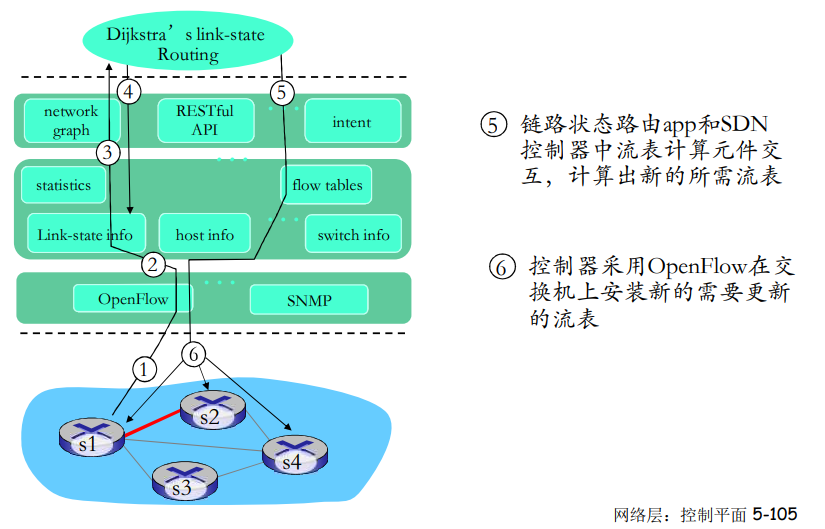 Dijkstra’s link-state
Routing
④
⑤
network
graph
RESTful
API
intent
③
statistics
flow tables
Link-state info
host info
switch info
②
OpenFlow
SNMP
①
⑥
s1
s2
s3
s4
⑤ 链路状态路由app和SDN
控制器中流表计算元件交
互，计算出新的所需流表
⑥ 控制器采用OpenFlow在交
换机上安装新的需要更新
的流表
网络层：控制平面 5-105